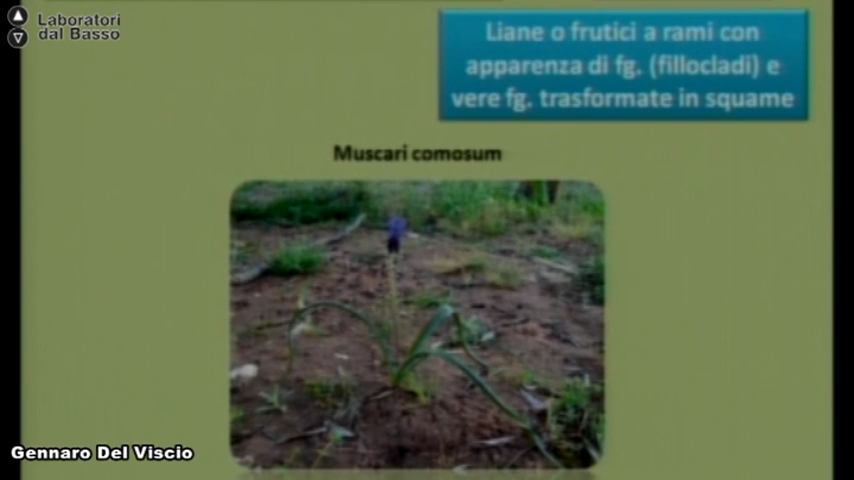 Laboratori
dal Basso
Liane o frutici a rami con
apparenza di fg. (fillocladi) e
vere fg. trasformate in squame
Muscari comosum
Gennaro Del Viscio